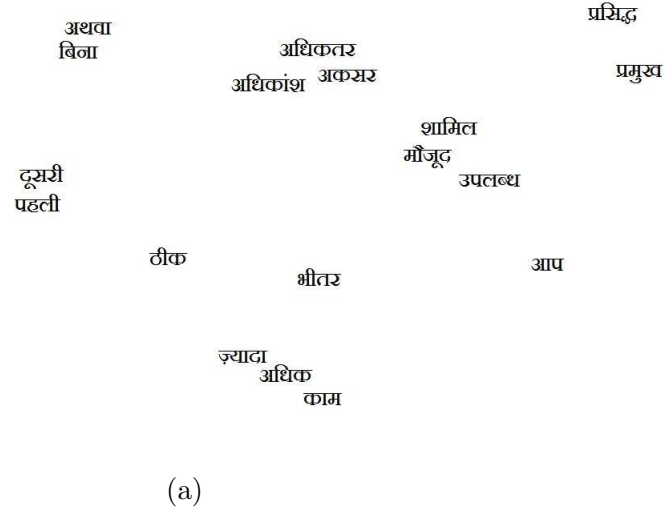 प्रसिद्ध
अथवा
बिना
अधिकतर
अकसर
अधिकांश
प्रमुख
शामिल
मौजूद
उपलब्ध
दूसरी
पहली
ठीक
भीतर
आप
ज़्यादा
अधिक
काम
(a)